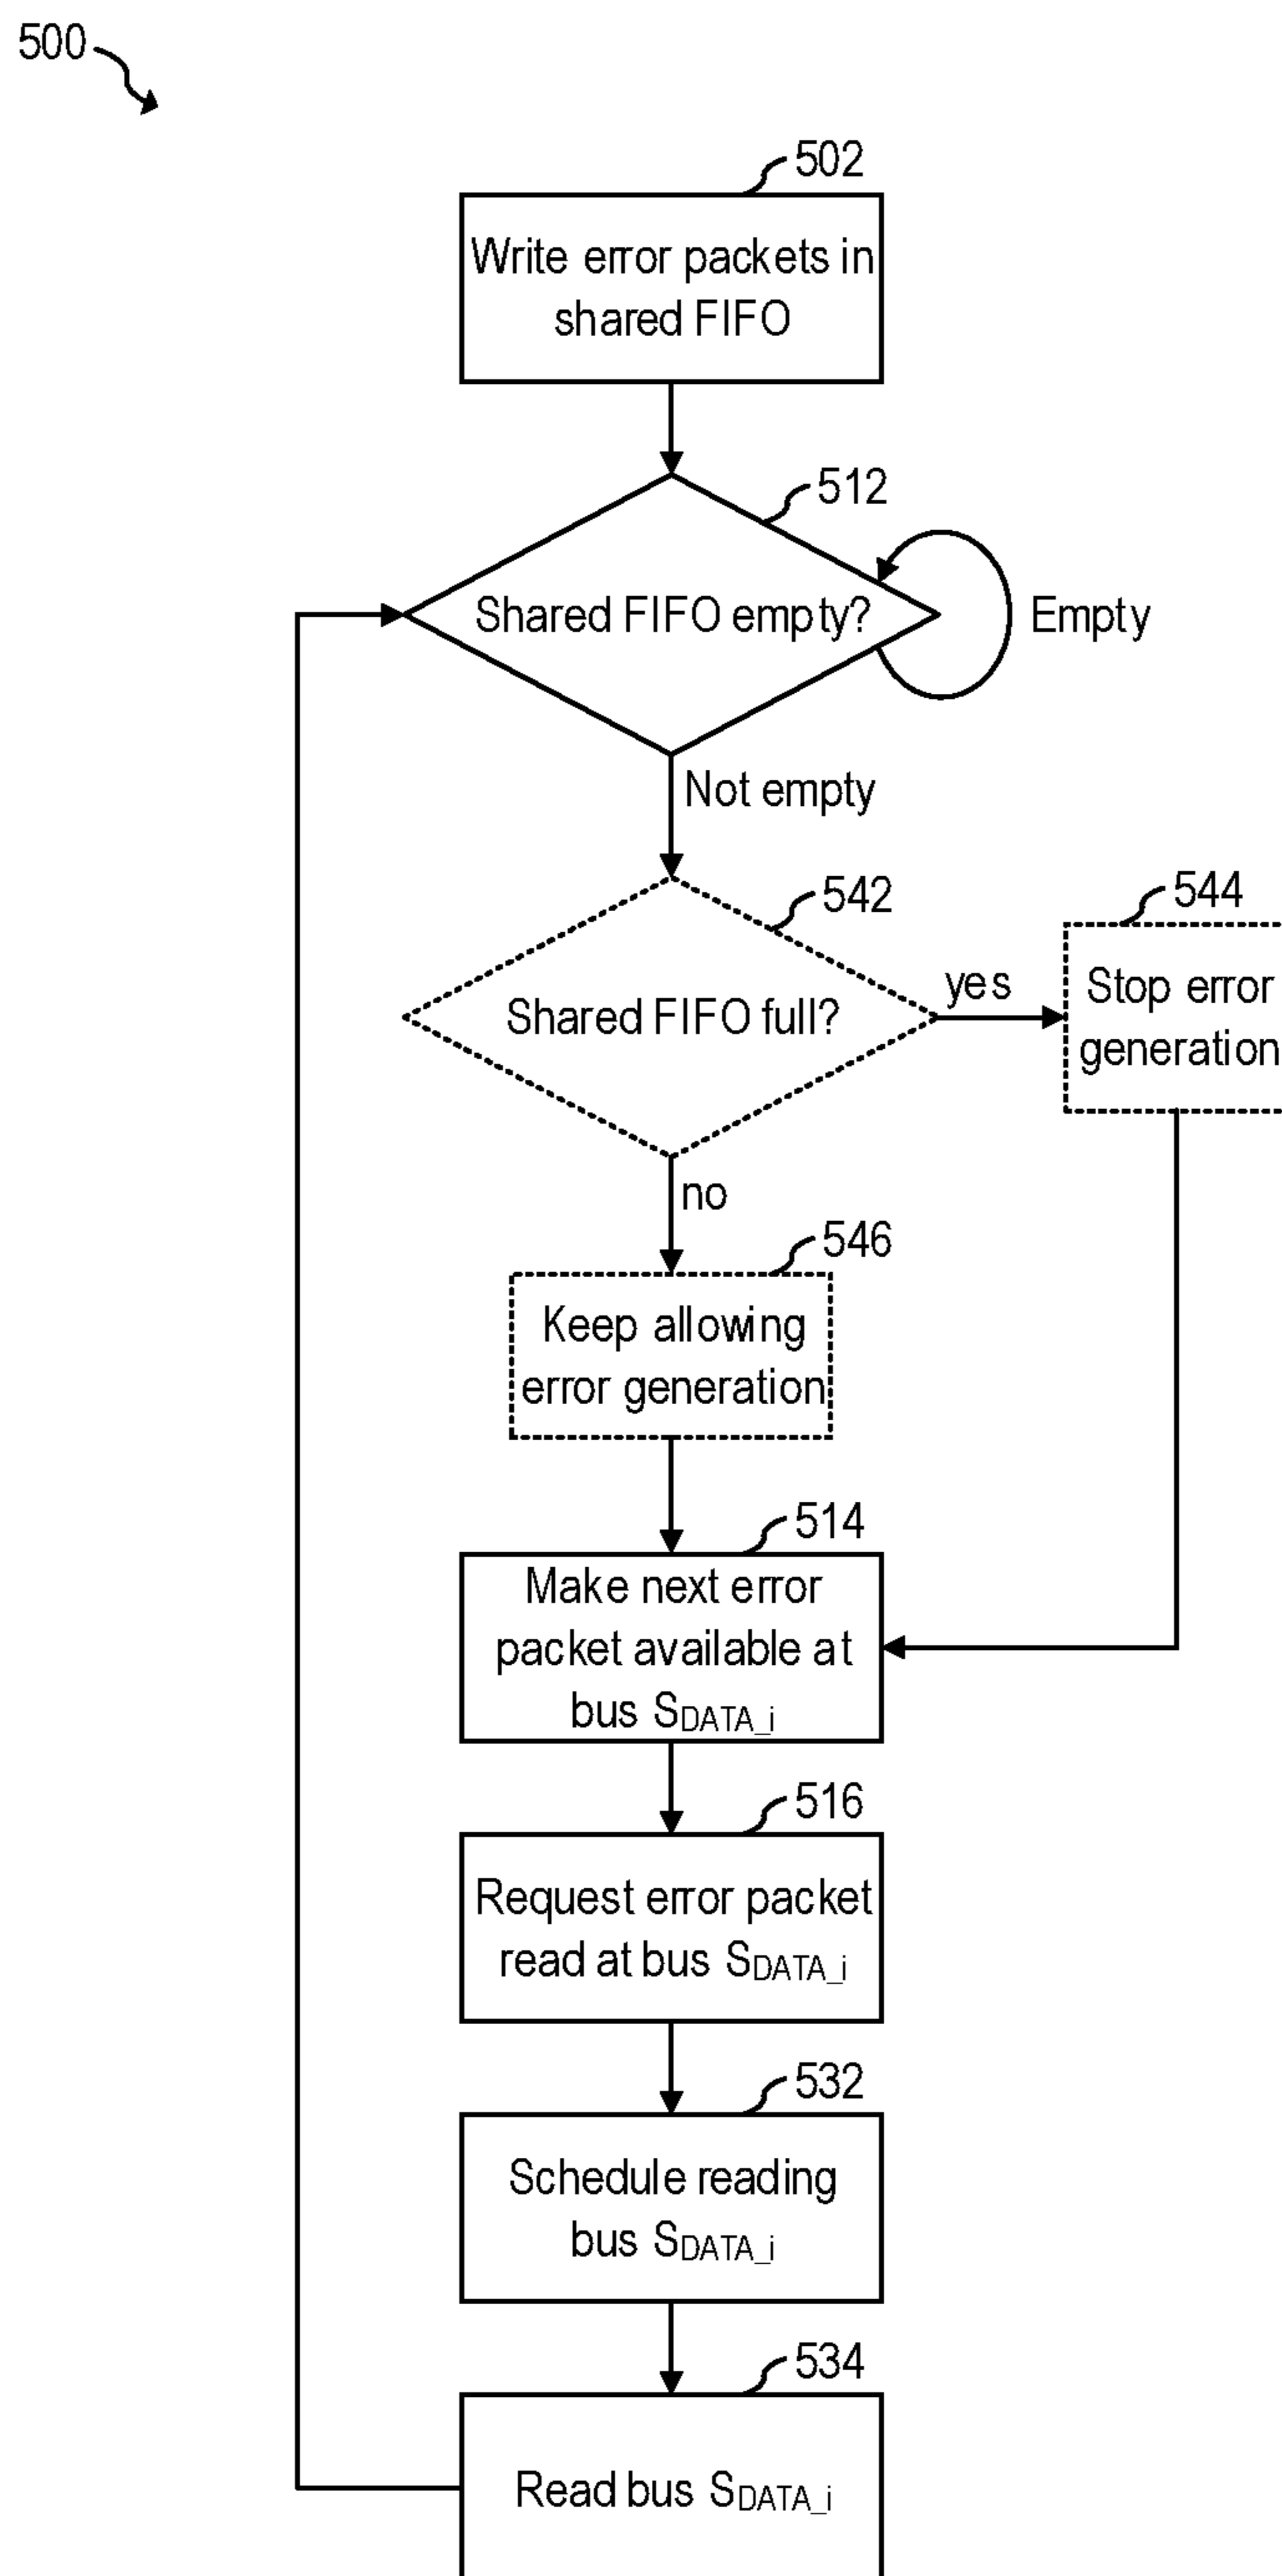 500
502
Write error packets in
shared FIFO
512
Shared FIFO empty?
Empty
Not empty
542
544
Shared FIFO full?
yes
Stop error
generation
no
546
Keep allowing
error generation
514
Make next error
packet available at
bus SDATA_i
516
Request error packet
read at bus SDATA_i
532
Schedule reading
bus SDATA_i
534
Read bus SDATA_i